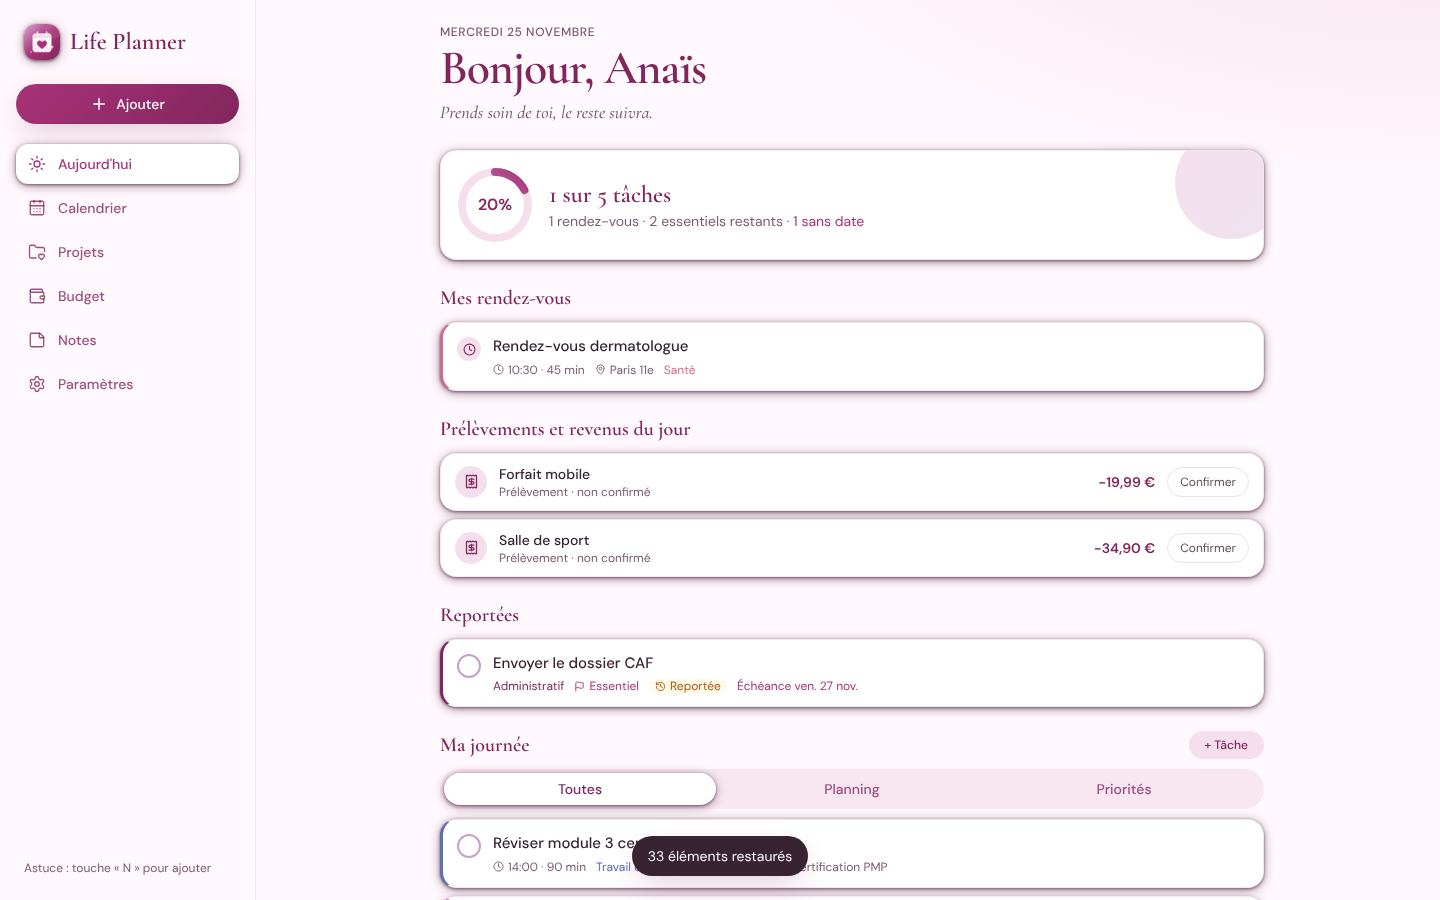 Life Planner
Ajouter
Aujourd'hui
Calendrier
Projets
Budget
Notes
Paramètres
Astuce : touche « N » pour ajouter
MERCREDI 25 NOVEMBRE
Bonjour, Anaïs
Prends soin de toi, le reste suivra.
20%
1 sur 5 tâches
1 rendez-vous · 2 essentiels restants · 1 sans date
Mes rendez-vous
Rendez-vous dermatologue
10:30 · 45 min Paris 11e Santé
Prélèvements et revenus du jour
Forfait mobile
Prélèvement · non confirmé
-19,99 € Confirmer
Salle de sport
Prélèvement · non confirmé
-34,90 € Confirmer
Reportées
Envoyer le dossier CAF
Administratif Essentiel Reportée Échéance ven. 27 nov.
Ma journée
+ Tâche
Toutes Planning Priorités
Réviser module 3
14:00 · 90 min Travail PMP
33 éléments restaurés